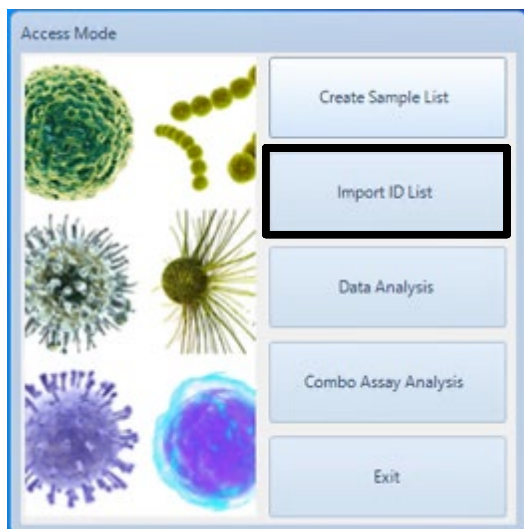 Access Mode
Create Sample List
Import ID List
Data Analysis
Combo Assay Analysis
Exit